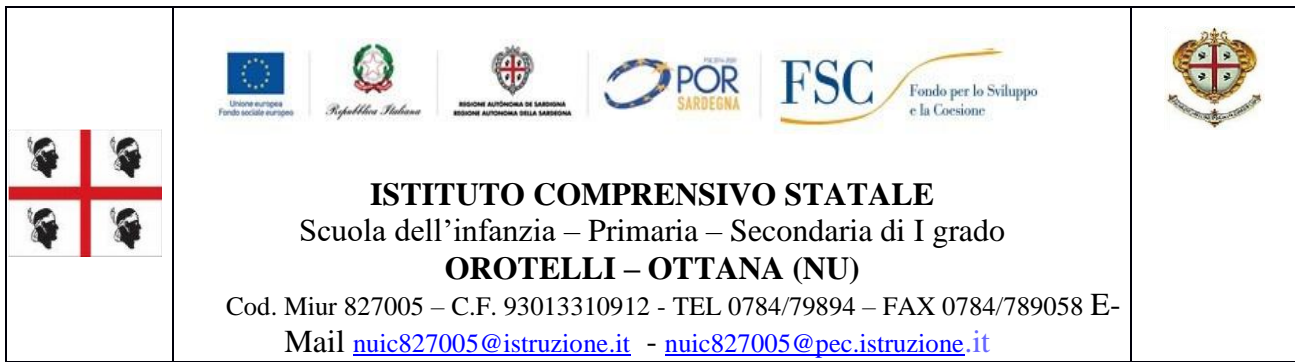 Unione europea
Fondo sociale europeo
Repubblica Italiana
REGIONE AUTÒNOMA DE SARDIGNA
REGIONE AUTONOMA DELLA SARDEGNA
POR
SARDEGNA
FSC
Fondo per lo Sviluppo
e la Coesione
ISTITUTO COMPRENSIVO STATALE
Scuola dell’infanzia – Primaria – Secondaria di I grado
OROTELLI – OTTANA (NU)
Cod. Miur 827005 – C.F. 93013310912 - TEL 0784/79894 – FAX 0784/789058 E-
Mail nuic827005@istruzione.it - nuic827005@pec.istruzione.it